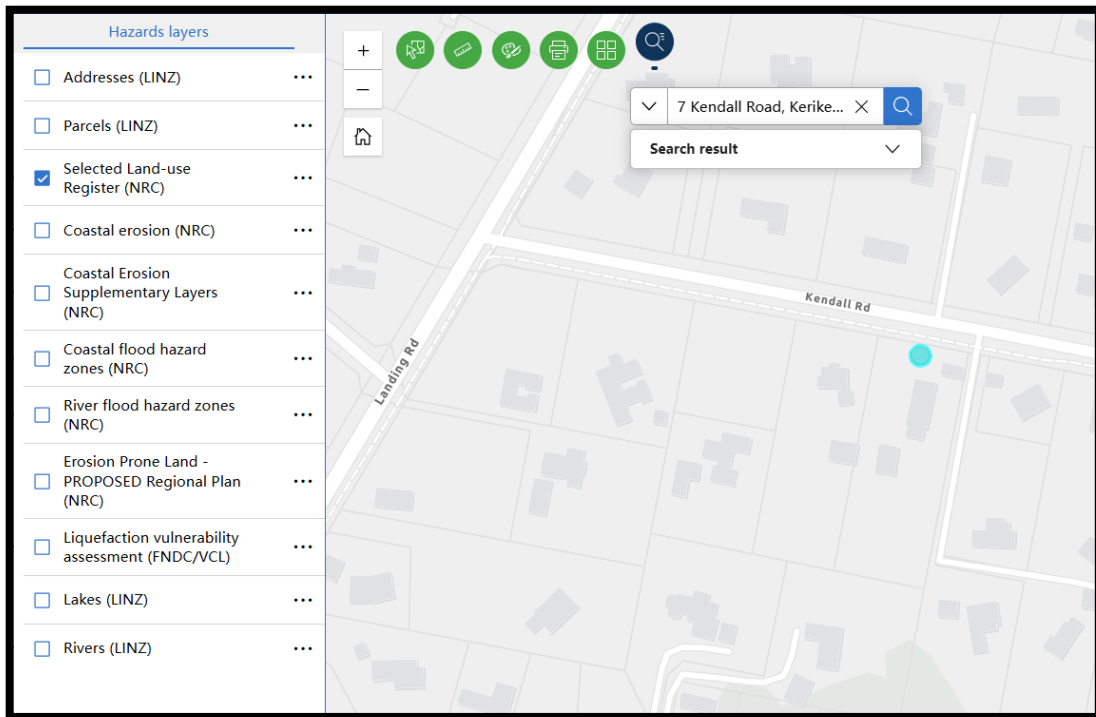 Hazards layers
Addresses (LINZ)
Parcels (LINZ)
Selected Land-use
Register (NRC)
Coastal erosion (NRC)
Coastal Erosion
Supplementary Layers
(NRC)
Coastal flood hazard
zones (NRC)
River flood hazard zones
(NRC)
Erosion Prone Land -
PROPOSED Regional Plan
(NRC)
Liquefaction vulnerability
assessment (FNDC/VCL)
Lakes (LINZ)
Rivers (LINZ)
7 Kendall Road, Kerike...
Search result
Kendall Rd
Landing Rd